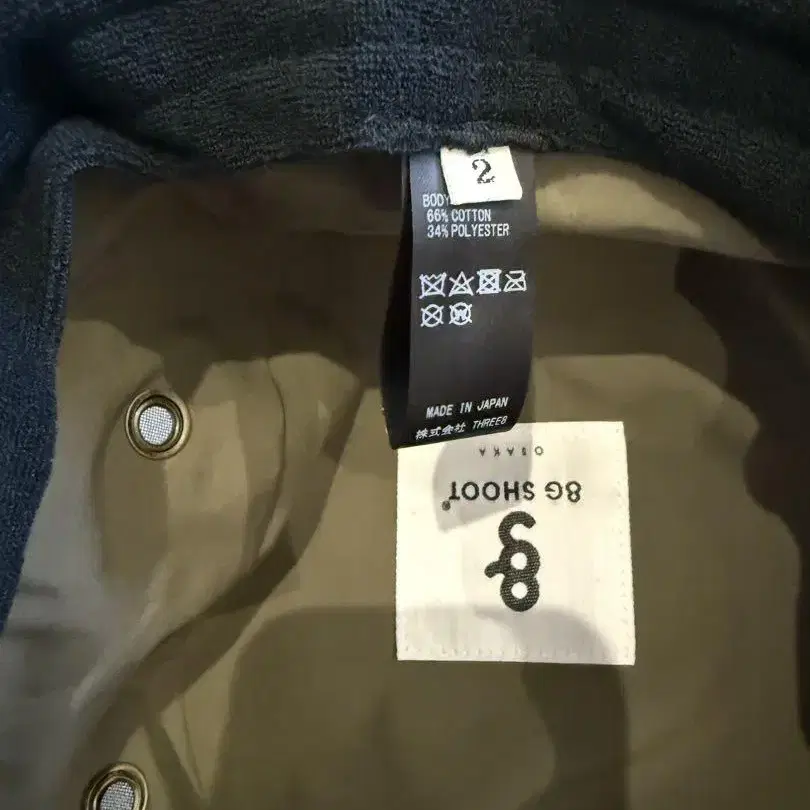 2
BODY
66% COTTON
34% POLYESTER
MADE IN JAPAN
株式会社 THREE8
8G SHOOT®
OSAKA